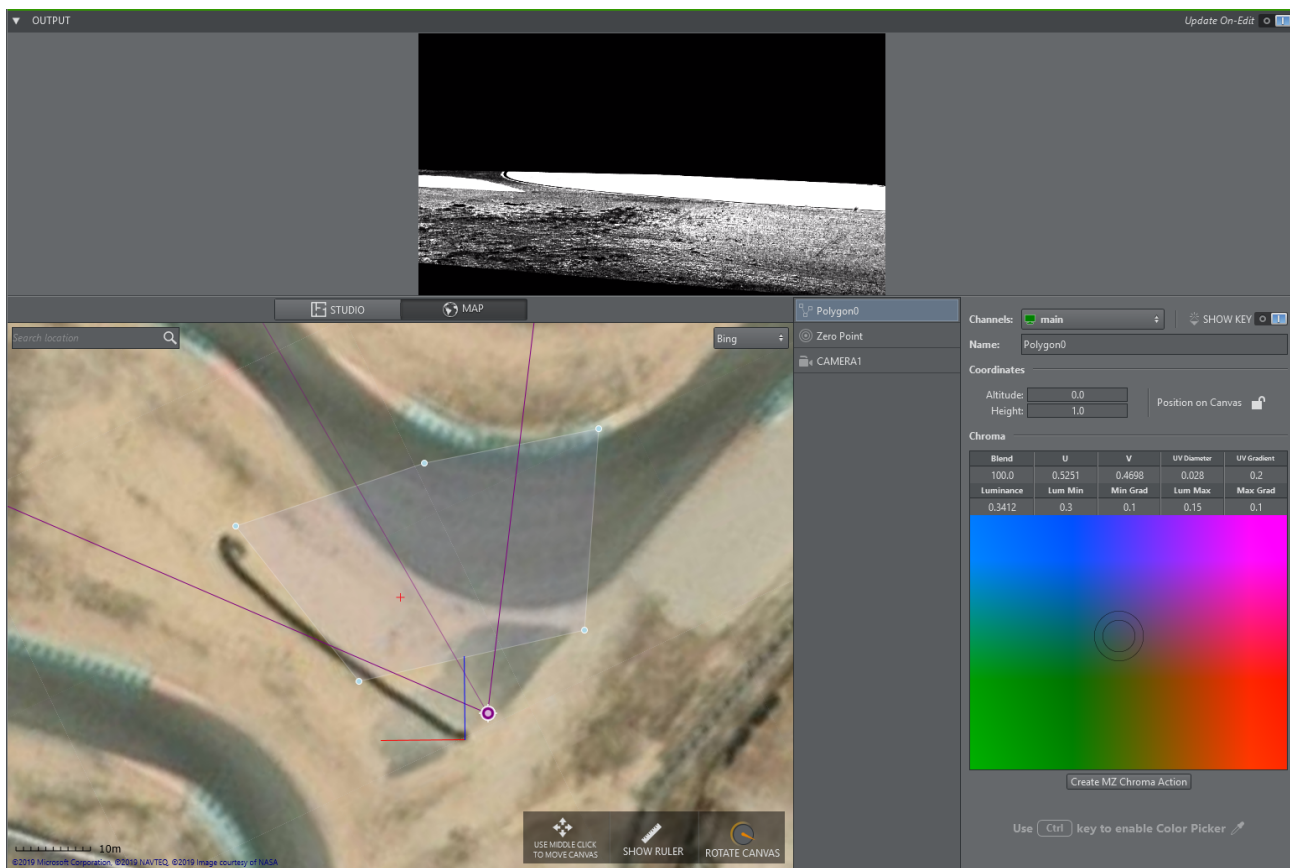 OUTPUT
Update On-Edit
STUDIO
MAP
Search location
Bing
Polygon0
Zero Point
CAMERA1
Channels: main
SHOW KEY
Name: Polygon0
Coordinates
Altitude: 0.0
Height: 1.0
Position on Canvas
Chroma
Blend U V UV Diameter UV Gradient
100.0 0.5251 0.4698 0.028 0.2
Luminance Lum Min Min Grad Lum Max Max Grad
0.3412 0.3 0.1 0.15 0.1
Create MZ Chroma Action
Use Ctrl key to enable Color Picker
USE MIDDLE CLICK
TO MOVE CANVAS
SHOW RULER
ROTATE CANVAS
10m
©2019 Microsoft Corporation, ©2019 NAVTEQ, ©2019 Image courtesy of NASA